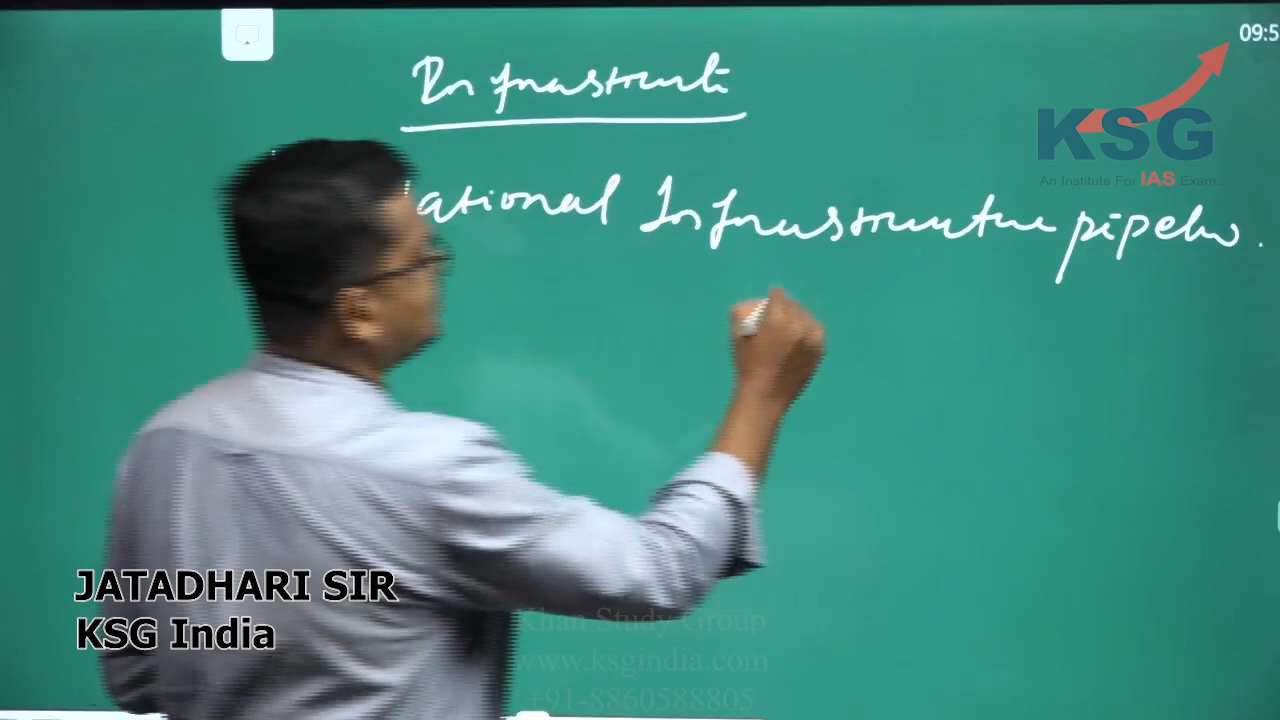 09:5
Infrastructu
KSG
An Institute For IAS Exam...
ational Infrastructure pipeline.
JATADHARI SIR
KSG India
Khan Study Group
www.ksgindia.com
+91-8860588805